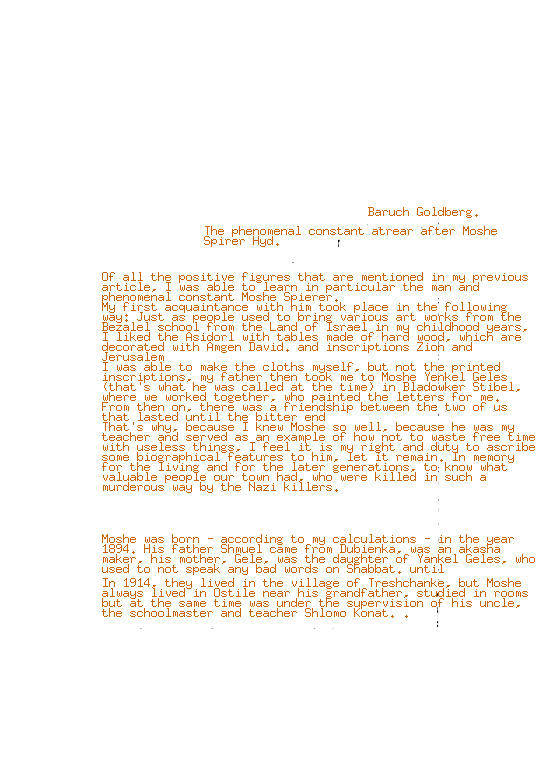 Baruch Goldberg.
The phenomenal constant atrear after Moshe
Spirer Hyd.
Of all the positive figures that are mentioned in my previous
article, I was able to learn in particular the man and
phenomenal constant Moshe Spierer.
My first acquaintance with him took place in the following
way: Just as people used to bring various art works from the
Bezalel school from the Land of Israel in my childhood years,
I liked the Asidorl with tables made of hard wood, which are
decorated with Amgen David. and inscriptions Zion and
Jerusalem
I was able to make the cloths myself, but not the printed
inscriptions, my father then took me to Moshe Yenkel Geles
(that's what he was called at the time) in Bladowker Stibel,
where we worked together, who painted the letters for me.
From then on, there was a friendship between the two of us
that lasted until the bitter end
That's why, because I knew Moshe so well, because he was my
teacher and served as an example of how not to waste free time
with useless things, I feel it is my right and duty to ascribe
some biographical features to him, let it remain. In memory
for the living and for the later generations, to know what
valuable people our town had, who were killed in such a
murderous way by the Nazi killers.
Moshe was born - according to my calculations - in the year
1894. His father Shmuel came from Dubienka, was an akasha
maker, his mother, Gele, was the daughter of Yankel Geles, who
used to not speak any bad words on Shabbat. until
In 1914, they lived in the village of Treshchanke, but Moshe
always lived in Ostile near his grandfather, studied in rooms
but at the same time was under the supervision of his uncle,
the schoolmaster and teacher Shlomo Konat. .